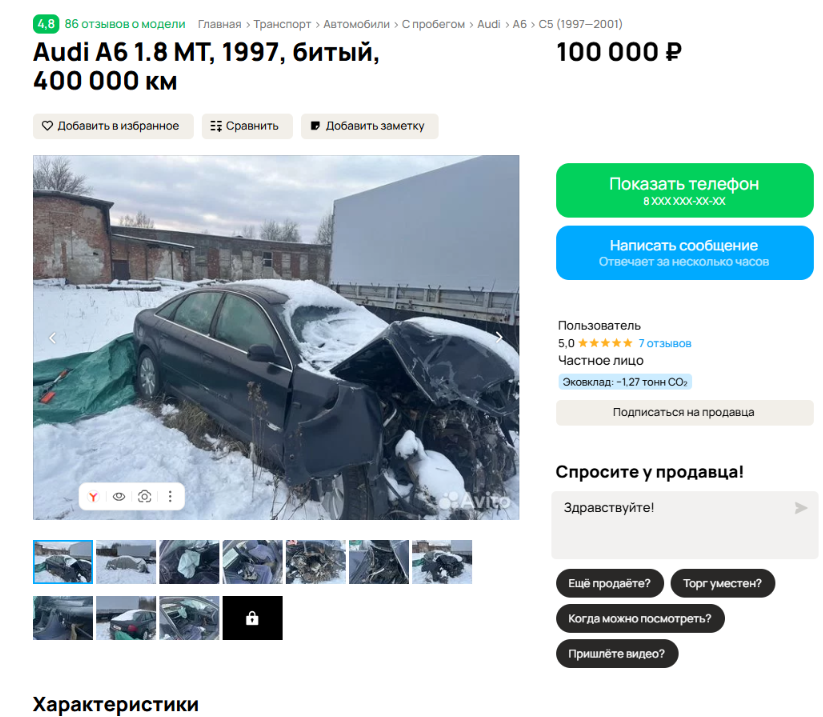 4,8 86 отзывов о модели Главная › Транспорт › Автомобили › С пробегом › Audi › A6 › C5 (1997—2001)
Audi A6 1.8 MT, 1997, битый,
400 000 км
100 000 ₽
Добавить в избранное Сравнить Добавить заметку
Avito
Показать телефон
8 XXX XXX-XX-XX
Написать сообщение
Отвечает за несколько часов
Пользователь
5,0 ★★★★★ 7 отзывов
Частное лицо
Эковклад: −1,27 тонн CO₂
Подписаться на продавца
Спросите у продавца!
Здравствуйте!
Ещё продаёте? Торг уместен?
Когда можно посмотреть?
Пришлёте видео?
Характеристики